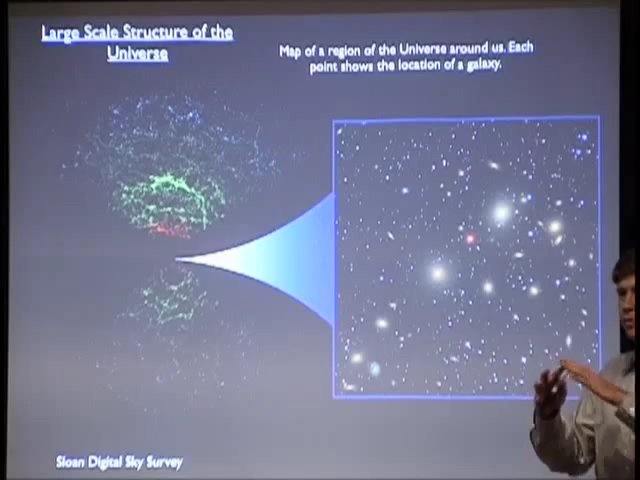 Large Scale Structure of the
Universe
Map of a region of the Universe around us. Each
point shows the location of a galaxy.
Sloan Digital Sky Survey